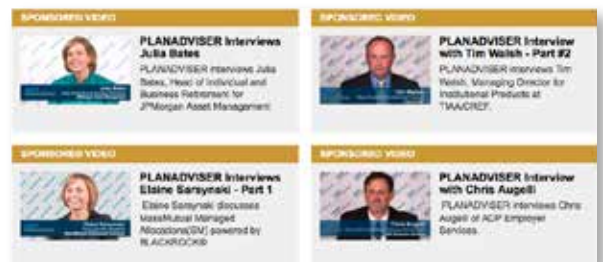 SPONSORED VIDEO
PLANADVISER Interviews
Julia Bates
PLANADVISER interviews Julia
Bates, Head of Individual and
Business Retirement for
JPMorgan Asset Management
SPONSORED VIDEO
PLANADVISER Interview
with Tim Walsh - Part #2
PLANADVISER interviews Tim
Walsh, Managing Director for
Institutional Products at
TIAA/CREF.
SPONSORED VIDEO
PLANADVISER Interviews
Elaine Sarsynski - Part 1
Elaine Sarsynski discusses
MassMutual Managed
Allocations(SM) powered by
BLACKROCK®
SPONSORED VIDEO
PLANADVISER Interview
with Chris Augelli
PLANADVISER interviews Chris
Augelli of ADP Employer
Services.